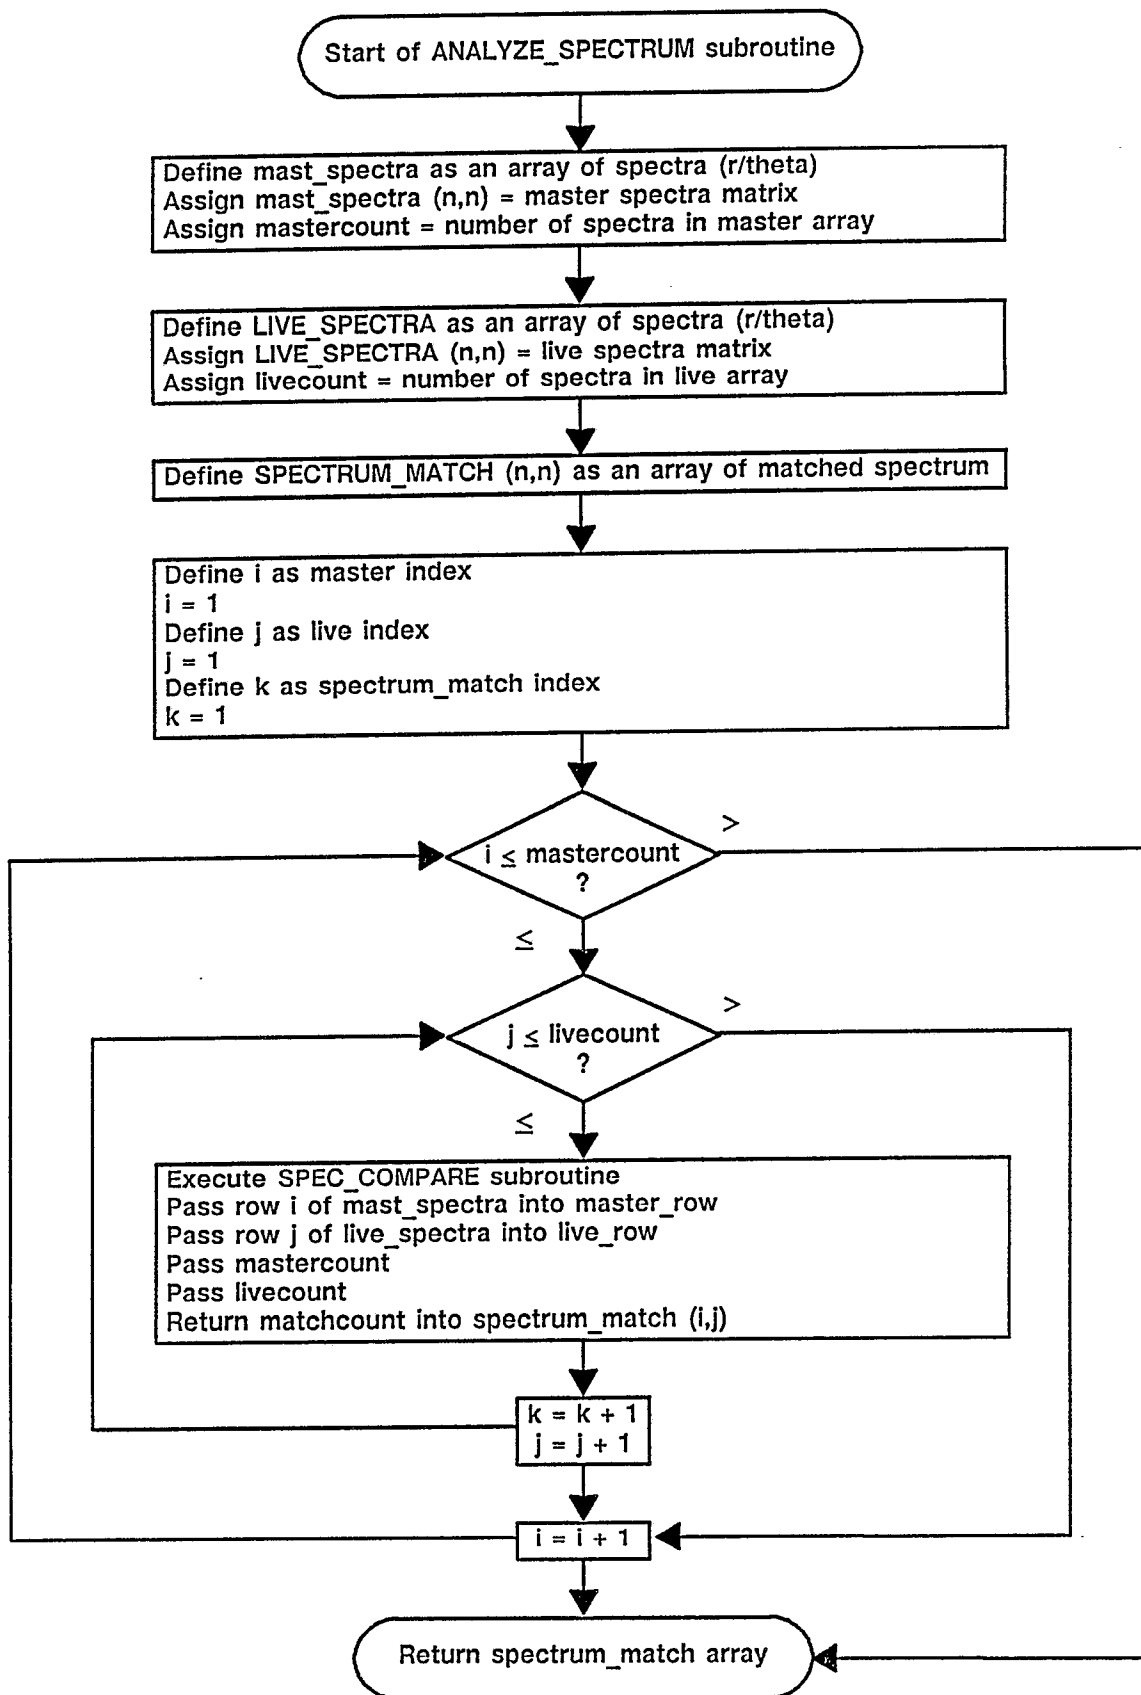 Start of ANALYZE_SPECTRUM subroutine
Define mast_spectra as an array of spectra (r/theta)
Assign mast_spectra (n,n) = master spectra matrix
Assign mastercount = number of spectra in master array
Define LIVE_SPECTRA as an array of spectra (r/theta)
Assign LIVE_SPECTRA (n,n) = live spectra matrix
Assign livecount = number of spectra in live array
Define SPECTRUM_MATCH (n,n) as an array of matched spectrum
Define i as master index
i = 1
Define j as live index
j = 1
Define k as spectrum_match index
k = 1
>
i ≤ mastercount
?
≤
>
j ≤ livecount
?
≤
Execute SPEC_COMPARE subroutine
Pass row i of mast_spectra into master_row
Pass row j of live_spectra into live_row
Pass mastercount
Pass livecount
Return matchcount into spectrum_match (i,j)
k = k + 1
j = j + 1
i = i + 1
Return spectrum_match array